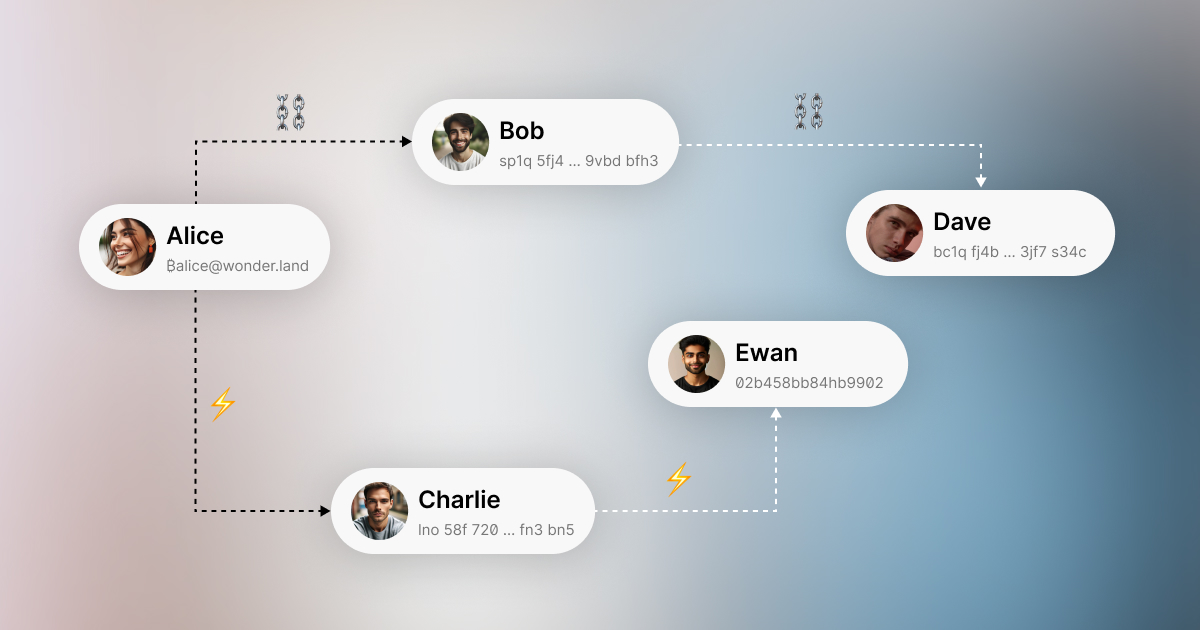 Bob
sp1q 5fj4 ... 9vbd bfh3
Alice
₿alice@wonder.land
Dave
bc1q fj4b ... 3jf7 s34c
Ewan
02b458bb84hb9902
Charlie
lno 58f 720 ... fn3 bn5